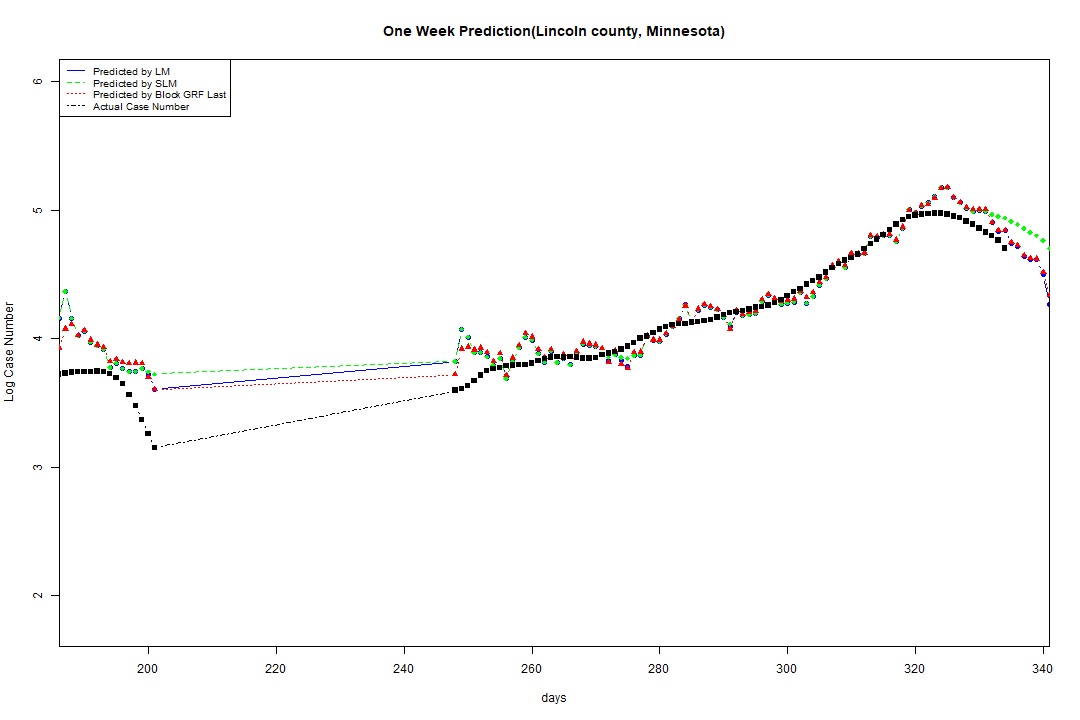 One Week Prediction(Lincoln county, Minnesota)
Predicted by LM
Predicted by SLM
Predicted by Block GRF Last
Actual Case Number
6
5
4
3
2
Log Case Number
200 220 240 260 280 300 320 340
days